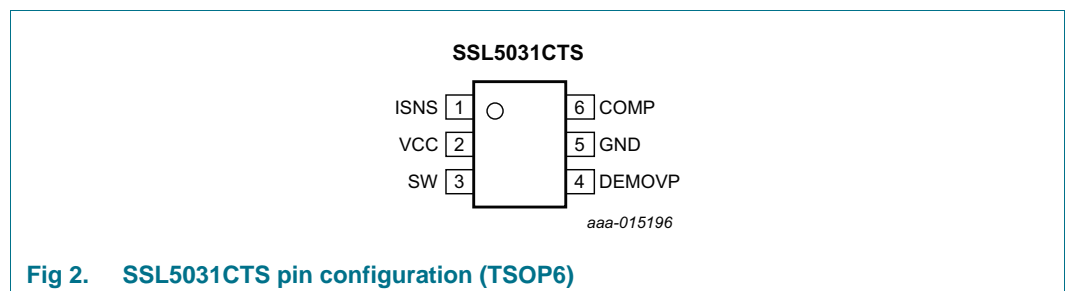 SSL5031CTS
ISNS 1 6 COMP
VCC 2 5 GND
SW 3 4 DEMOVP
aaa-015196
Fig 2. SSL5031CTS pin configuration (TSOP6)